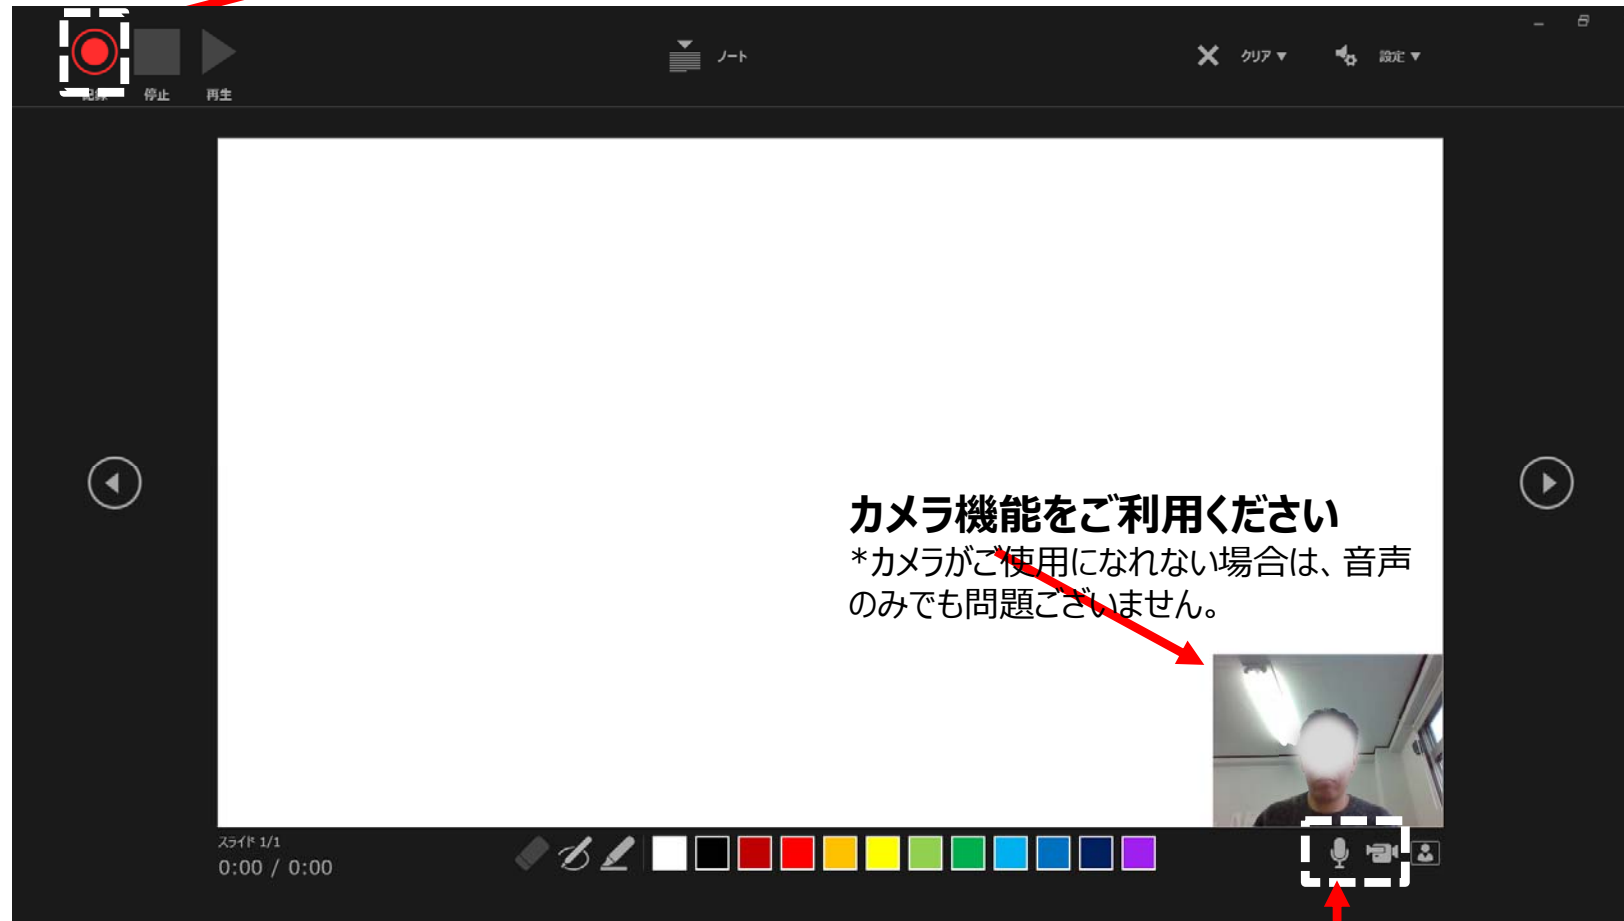 ノート
クリア▼
設定▼
記録
停止
再生
カメラ機能をご利用ください
*カメラがご使用になれない場合は、音声
のみでも問題ございません。
スライド 1/1
0:00 / 0:00